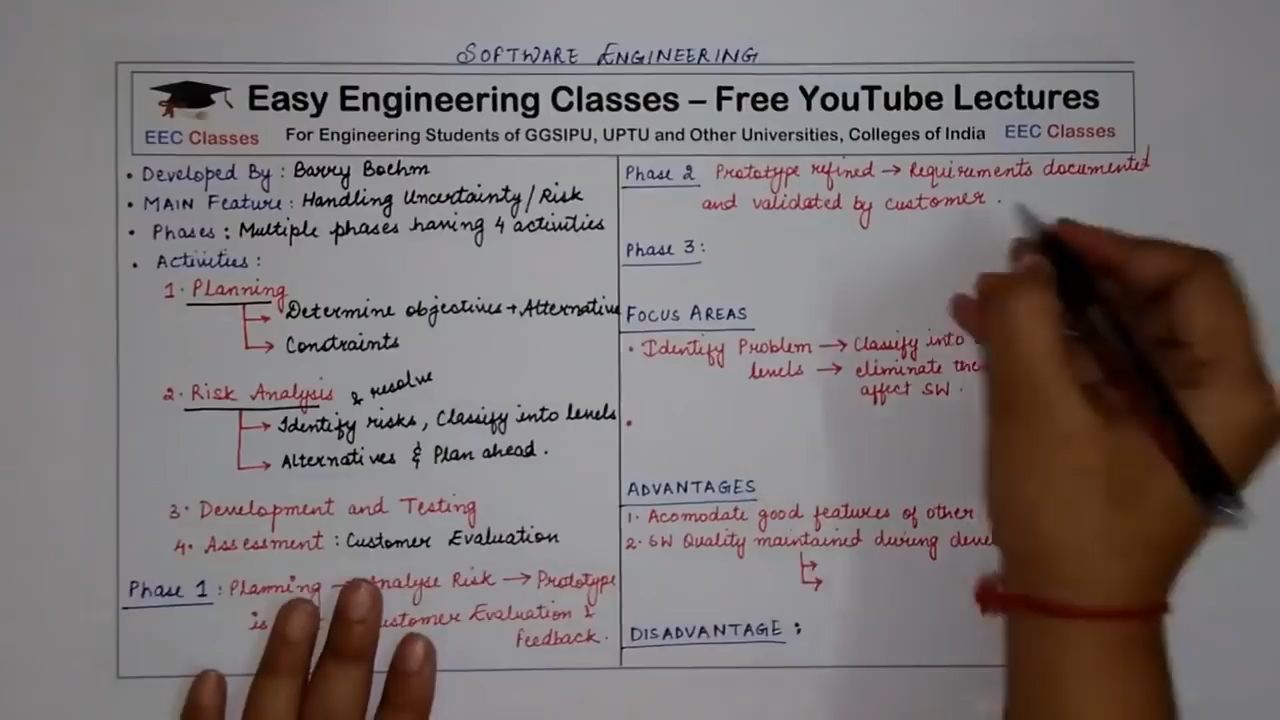 SOFTWARE ENGINEERING
Easy Engineering Classes – Free YouTube Lectures
EEC Classes For Engineering Students of GGSIPU, UPTU and Other Universities, Colleges of India EEC Classes
• Developed By : Barry Boehm
• MAIN Feature : Handling Uncertainty / Risk
• Phases : Multiple phases having 4 activities
• Activities :
1. Planning
→ Determine objectives + Alternative
→ Constraints
2. Risk Analysis & resolve
→ Identify risks, Classify into levels
→ Alternatives & Plan ahead.
3. Development and Testing
4. Assessment : Customer Evaluation
Phase 1 : Planning → Analyse Risk → Prototype
is Customer Evaluation &
Feedback.
Phase 2 Prototype refined → Requirements documented
and validated by customer.
Phase 3 :
FOCUS AREAS
• Identify Problem → Classify into
levels → eliminate
affect SW.
•
ADVANTAGES
1. Acomodate good features of other
2. SW Quality maintained during
→
→
DISADVANTAGE :